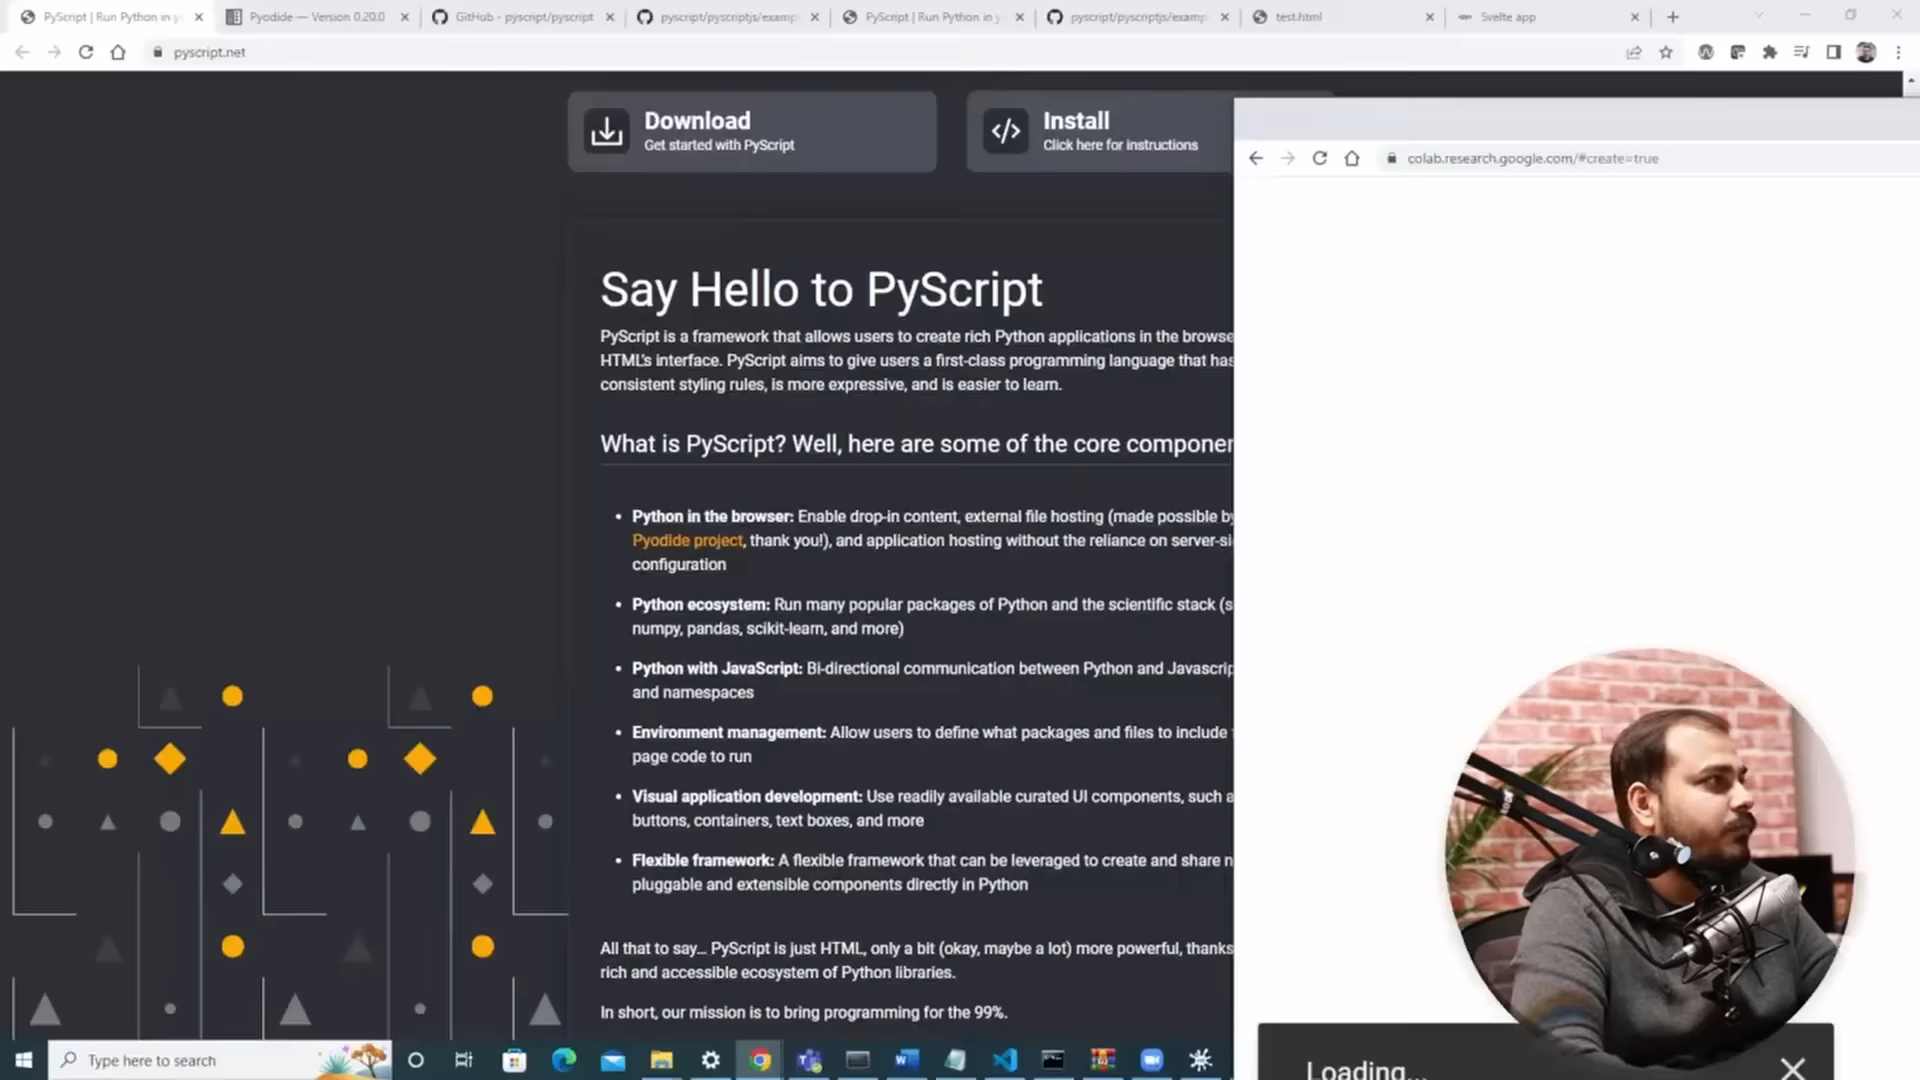 PyScript | Run Python in y
Pyodide — Version 0.20.0
GitHub - pyscript/pyscript
pyscript/pyscriptjs/examp
PyScript | Run Python in y
pyscript/pyscriptjs/examp
test.html
Svelte app
pyscript.net
Download
Get started with PyScript
Install
Click here for instructions
colab.research.google.com/#create=true
Say Hello to PyScript
PyScript is a framework that allows users to create rich Python applications in the browse
HTML's interface. PyScript aims to give users a first-class programming language that has
consistent styling rules, is more expressive, and is easier to learn.
What is PyScript? Well, here are some of the core componen
• Python in the browser: Enable drop-in content, external file hosting (made possible by
Pyodide project, thank you!), and application hosting without the reliance on server-si
configuration
• Python ecosystem: Run many popular packages of Python and the scientific stack (s
numpy, pandas, scikit-learn, and more)
• Python with JavaScript: Bi-directional communication between Python and Javascrip
and namespaces
• Environment management: Allow users to define what packages and files to include
page code to run
• Visual application development: Use readily available curated UI components, such a
buttons, containers, text boxes, and more
• Flexible framework: A flexible framework that can be leveraged to create and share n
pluggable and extensible components directly in Python
All that to say... PyScript is just HTML, only a bit (okay, maybe a lot) more powerful, thanks
rich and accessible ecosystem of Python libraries.
In short, our mission is to bring programming for the 99%.
Type here to search
Loading...